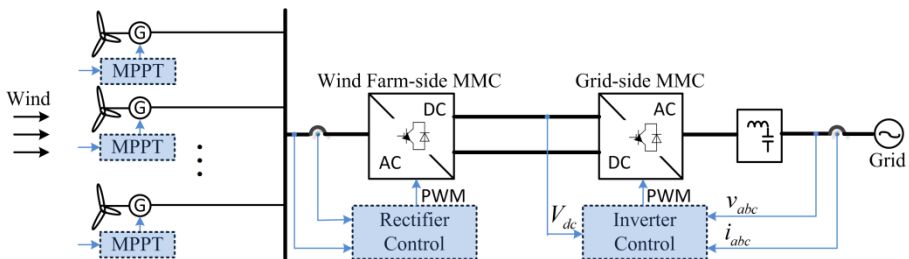 G
MPPT
Wind
G
MPPT
G
MPPT
Wind Farm-side MMC
DC
AC
PWM
Rectifier
Control
Grid-side MMC
AC
DC
PWM
V_dc
Inverter
Control
v_abc
i_abc
Grid